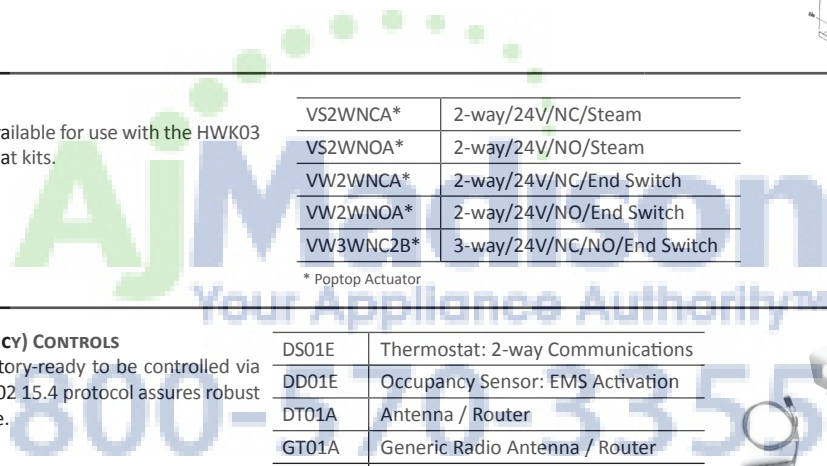 ailable for use with the HWK03
at kits.
VS2WNCA* 2-way/24V/NC/Steam
VS2WNOA* 2-way/24V/NO/Steam
VW2WNCA* 2-way/24V/NC/End Switch
VW2WNOA* 2-way/24V/NO/End Switch
VW3WNC2B* 3-way/24V/NC/NO/End Switch
* Poptop Actuator
AjMadison
Your Appliance Authority™
CY) CONTROLS
tory-ready to be controlled via
02 15.4 protocol assures robust
e.
DS01E Thermostat: 2-way Communications
DD01E Occupancy Sensor: EMS Activation
DT01A Antenna / Router
GT01A Generic Radio Antenna / Router
800-570-3355